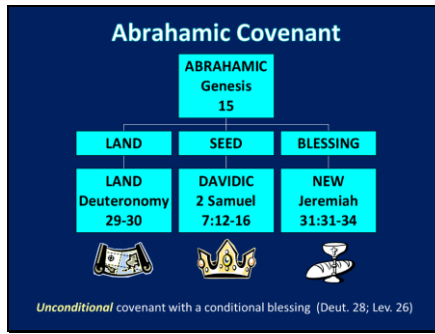 Abrahamic Covenant
ABRAHAMIC
Genesis
15
LAND
SEED
BLESSING
LAND
Deuteronomy
29-30
DAVIDIC
2 Samuel
7:12-16
NEW
Jeremiah
31:31-34
Unconditional covenant with a conditional blessing (Deut. 28; Lev. 26)